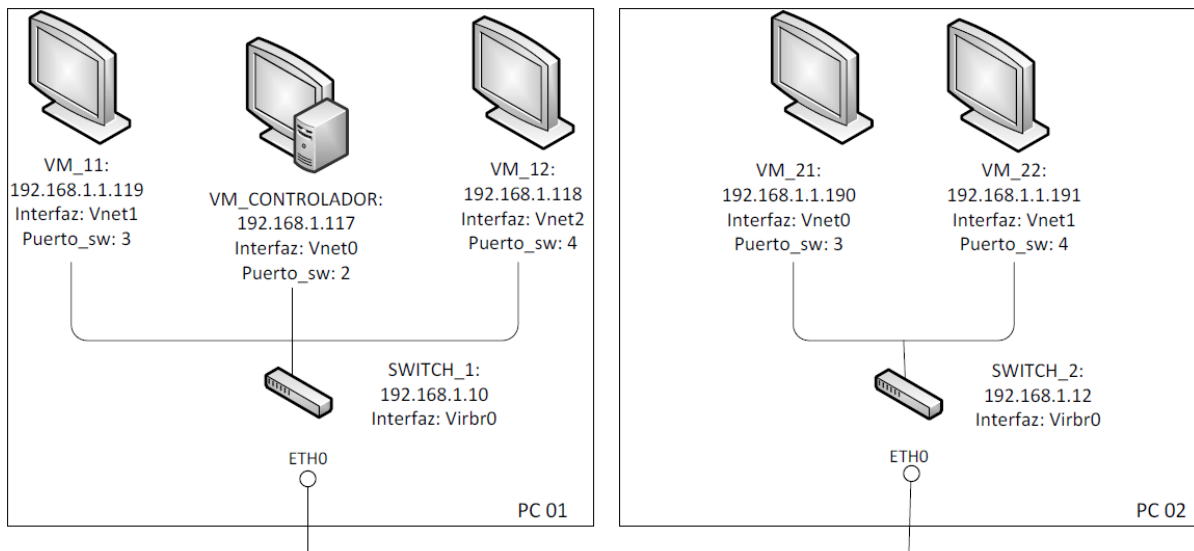 VM_11:
192.168.1.1.119
Interfaz: Vnet1
Puerto_sw: 3
VM_CONTROLADOR:
192.168.1.117
Interfaz: Vnet0
Puerto_sw: 2
VM_12:
192.168.1.118
Interfaz: Vnet2
Puerto_sw: 4
SWITCH_1:
192.168.1.10
Interfaz: Virbr0
ETH0
PC 01
VM_21:
192.168.1.1.190
Interfaz: Vnet0
Puerto_sw: 3
VM_22:
192.168.1.1.191
Interfaz: Vnet1
Puerto_sw: 4
SWITCH_2:
192.168.1.12
Interfaz: Virbr0
ETH0
PC 02